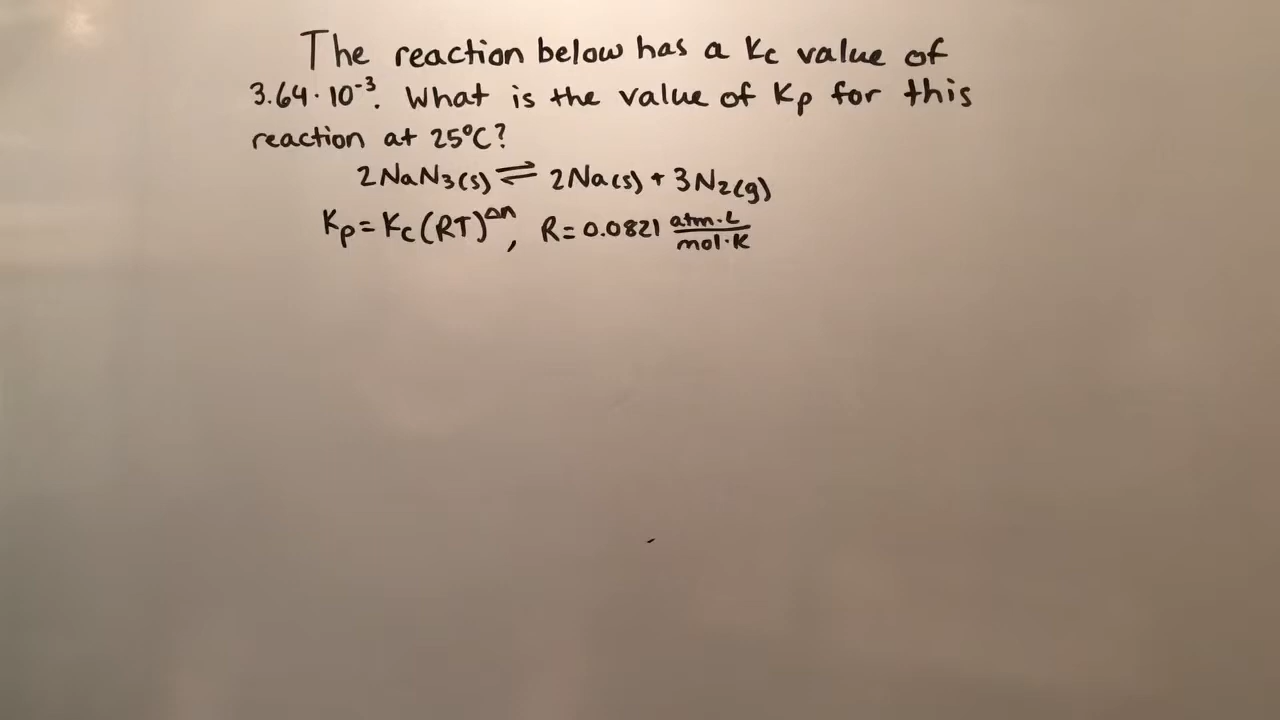 The reaction below has a Kc value of
3.64·10⁻³. What is the value of Kp for this
reaction at 25°C?
2NaN₃(s) ⇌ 2Na(s) + 3N₂(g)
Kp = Kc(RT)^Δn, R = 0.0821 atm·L/mol·K